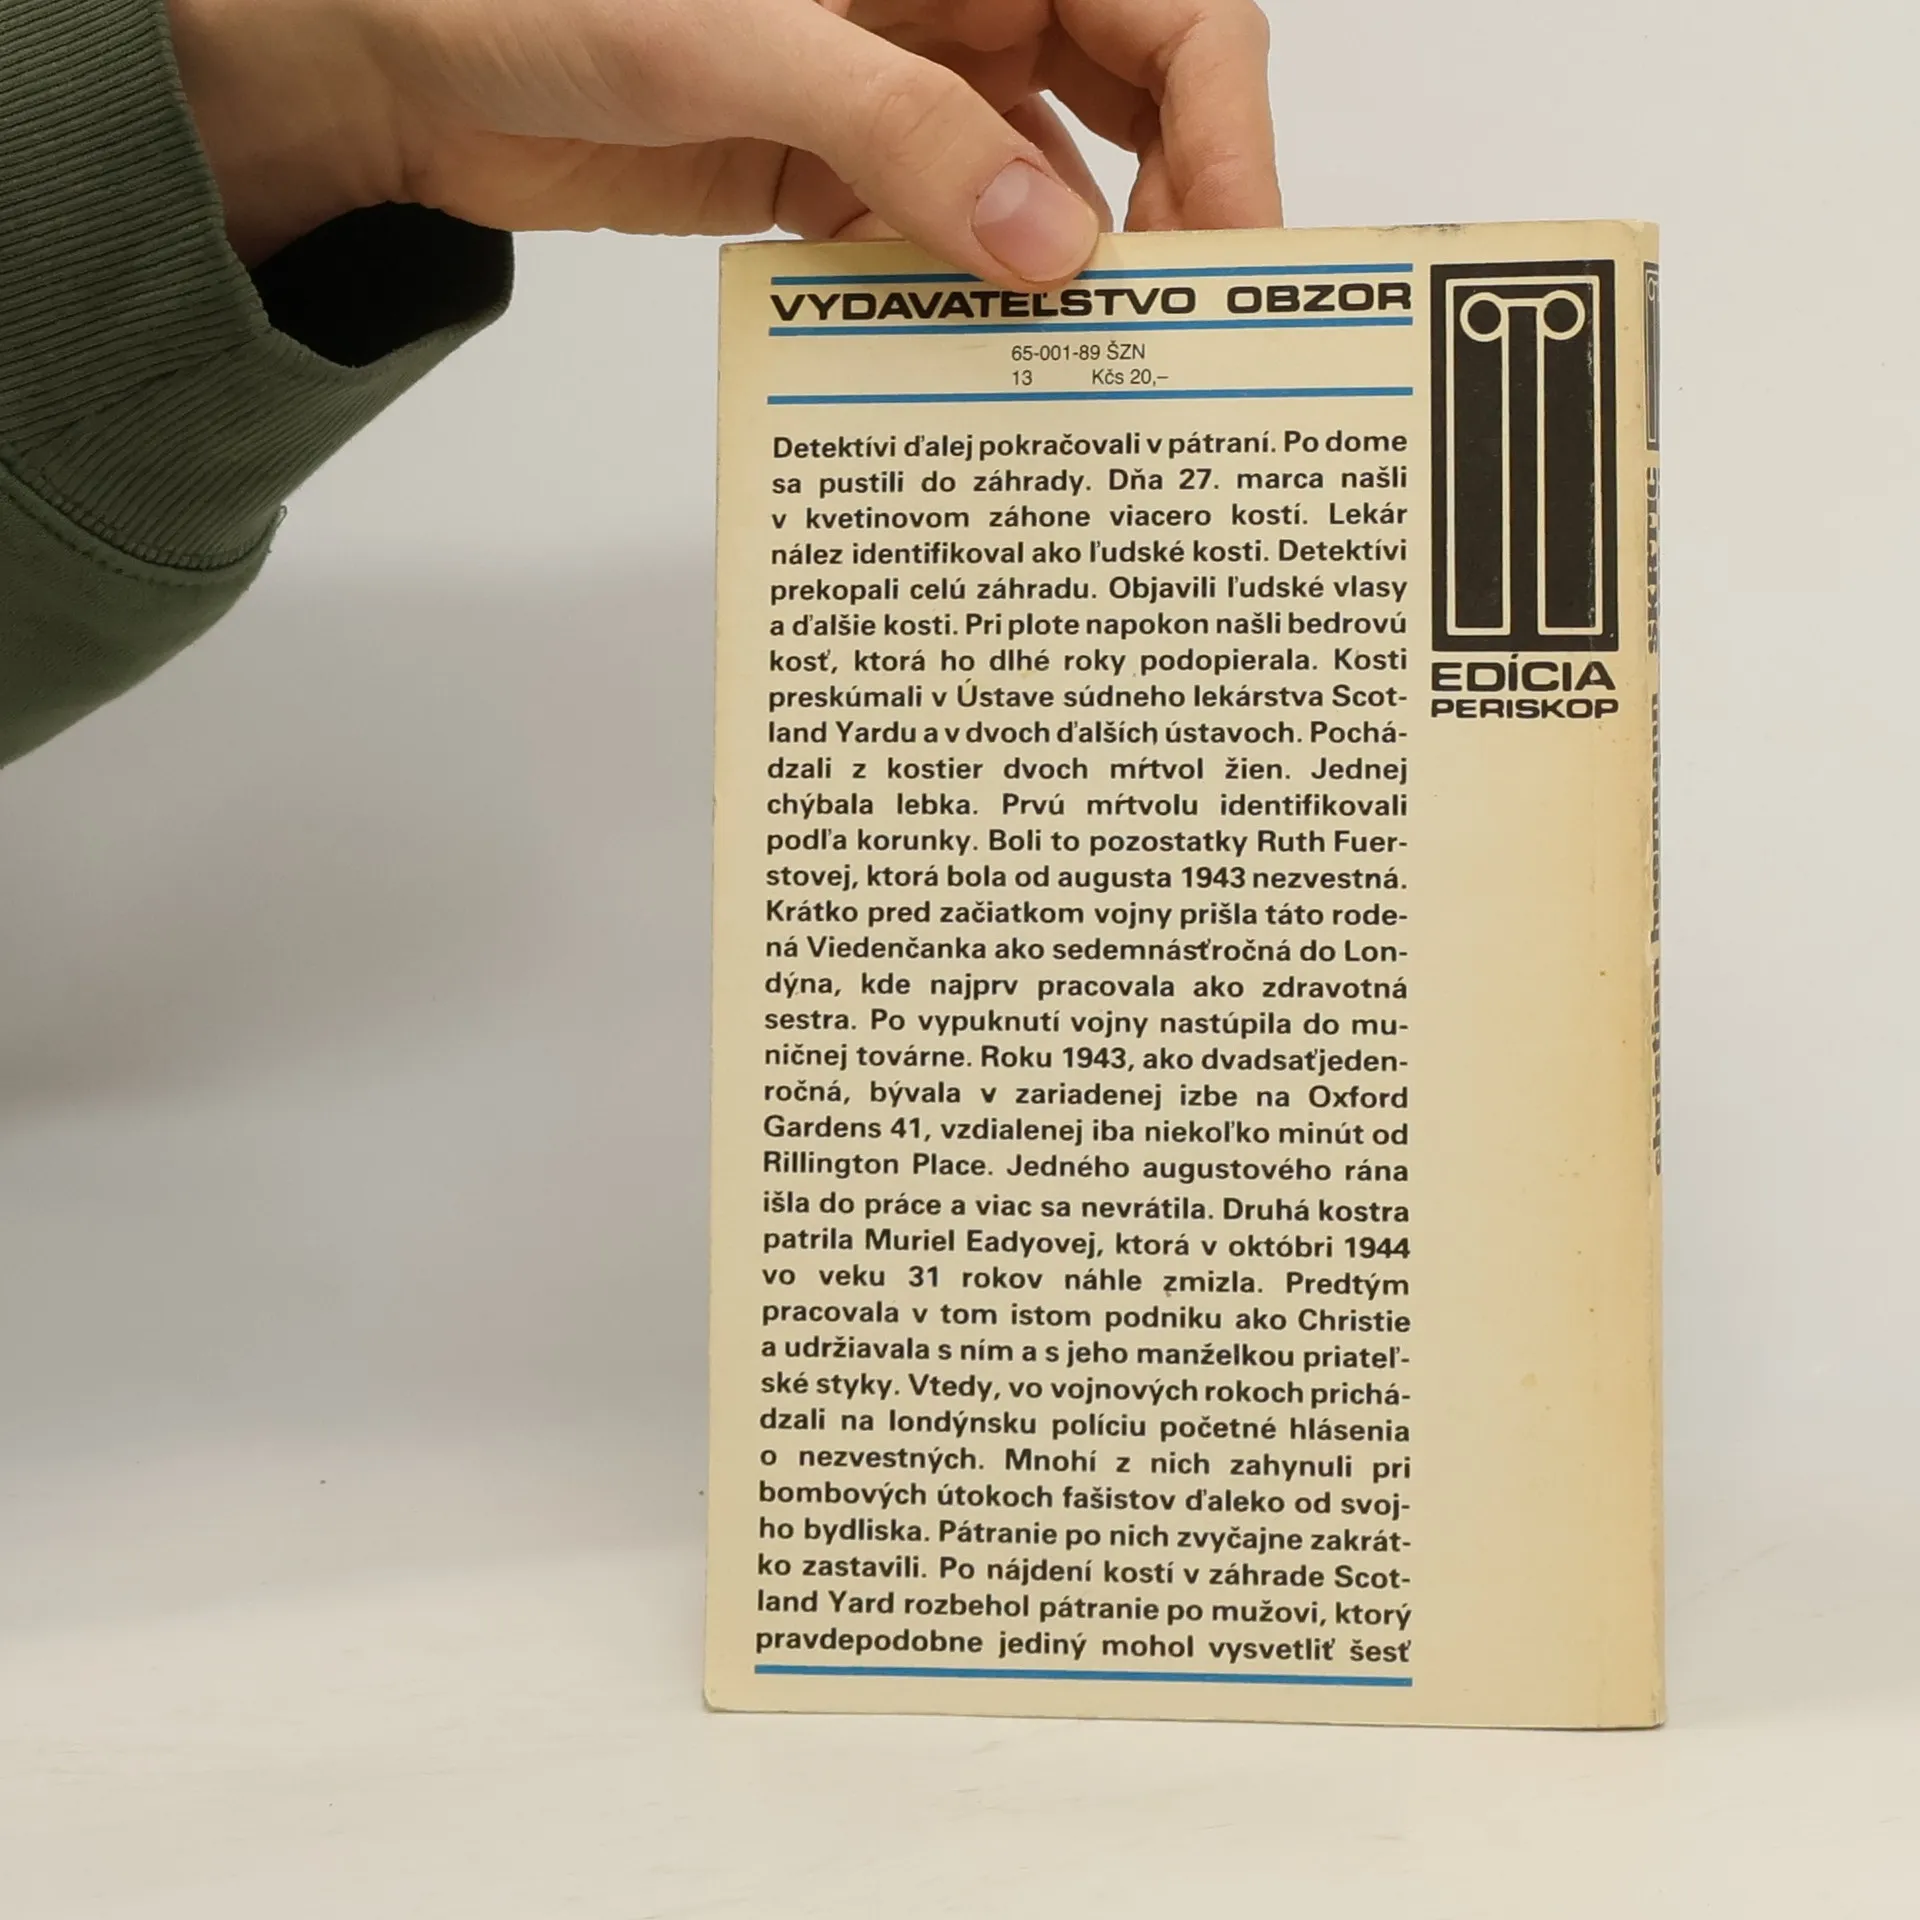 VYDAVATEĽSTVO OBZOR
65-001-89 ŠZN
13 Kčs 20,–
Detektívi ďalej pokračovali v pátraní. Po dome
sa pustili do záhrady. Dňa 27. marca našli
v kvetinovom záhone viacero kostí. Lekár
nález identifikoval ako ľudské kosti. Detektívi
prekopali celú záhradu. Objavili ľudské vlasy
a ďalšie kosti. Pri plote napokon našli bedrovú
kosť, ktorá ho dlhé roky podopierala. Kosti
preskúmali v Ústave súdneho lekárstva Scot-
land Yardu a v dvoch ďalších ústavoch. Pochá-
dzali z kostier dvoch mŕtvol žien. Jednej
chýbala lebka. Prvú mŕtvolu identifikovali
podľa korunky. Boli to pozostatky Ruth Fuer-
stovej, ktorá bola od augusta 1943 nezvestná.
Krátko pred začiatkom vojny prišla táto rode-
ná Viedenčanka ako sedemnásťročná do Lon-
dýna, kde najprv pracovala ako zdravotná
sestra. Po vypuknutí vojny nastúpila do mu-
ničnej továrne. Roku 1943, ako dvadsaťjeden-
ročná, bývala v zariadenej izbe na Oxford
Gardens 41, vzdialenej iba niekoľko minút od
Rillington Place. Jedného augustového rána
išla do práce a viac sa nevrátila. Druhá kostra
patrila Muriel Eadyovej, ktorá v októbri 1944
vo veku 31 rokov náhle zmizla. Predtým
pracovala v tom istom podniku ako Christie
a udržiavala s ním a s jeho manželkou priateľ-
ské styky. Vtedy, vo vojnových rokoch prichá-
dzali na londýnsku políciu početné hlásenia
o nezvestných. Mnohí z nich zahynuli pri
bombových útokoch fašistov ďaleko od svoj-
ho bydliska. Pátranie po nich zvyčajne zakrát-
ko zastavili. Po nájdení kostí v záhrade Scot-
land Yard rozbehol pátranie po mužovi, ktorý
pravdepodobne jediný mohol vysvetliť šesť
EDÍCIA
PERISKOP